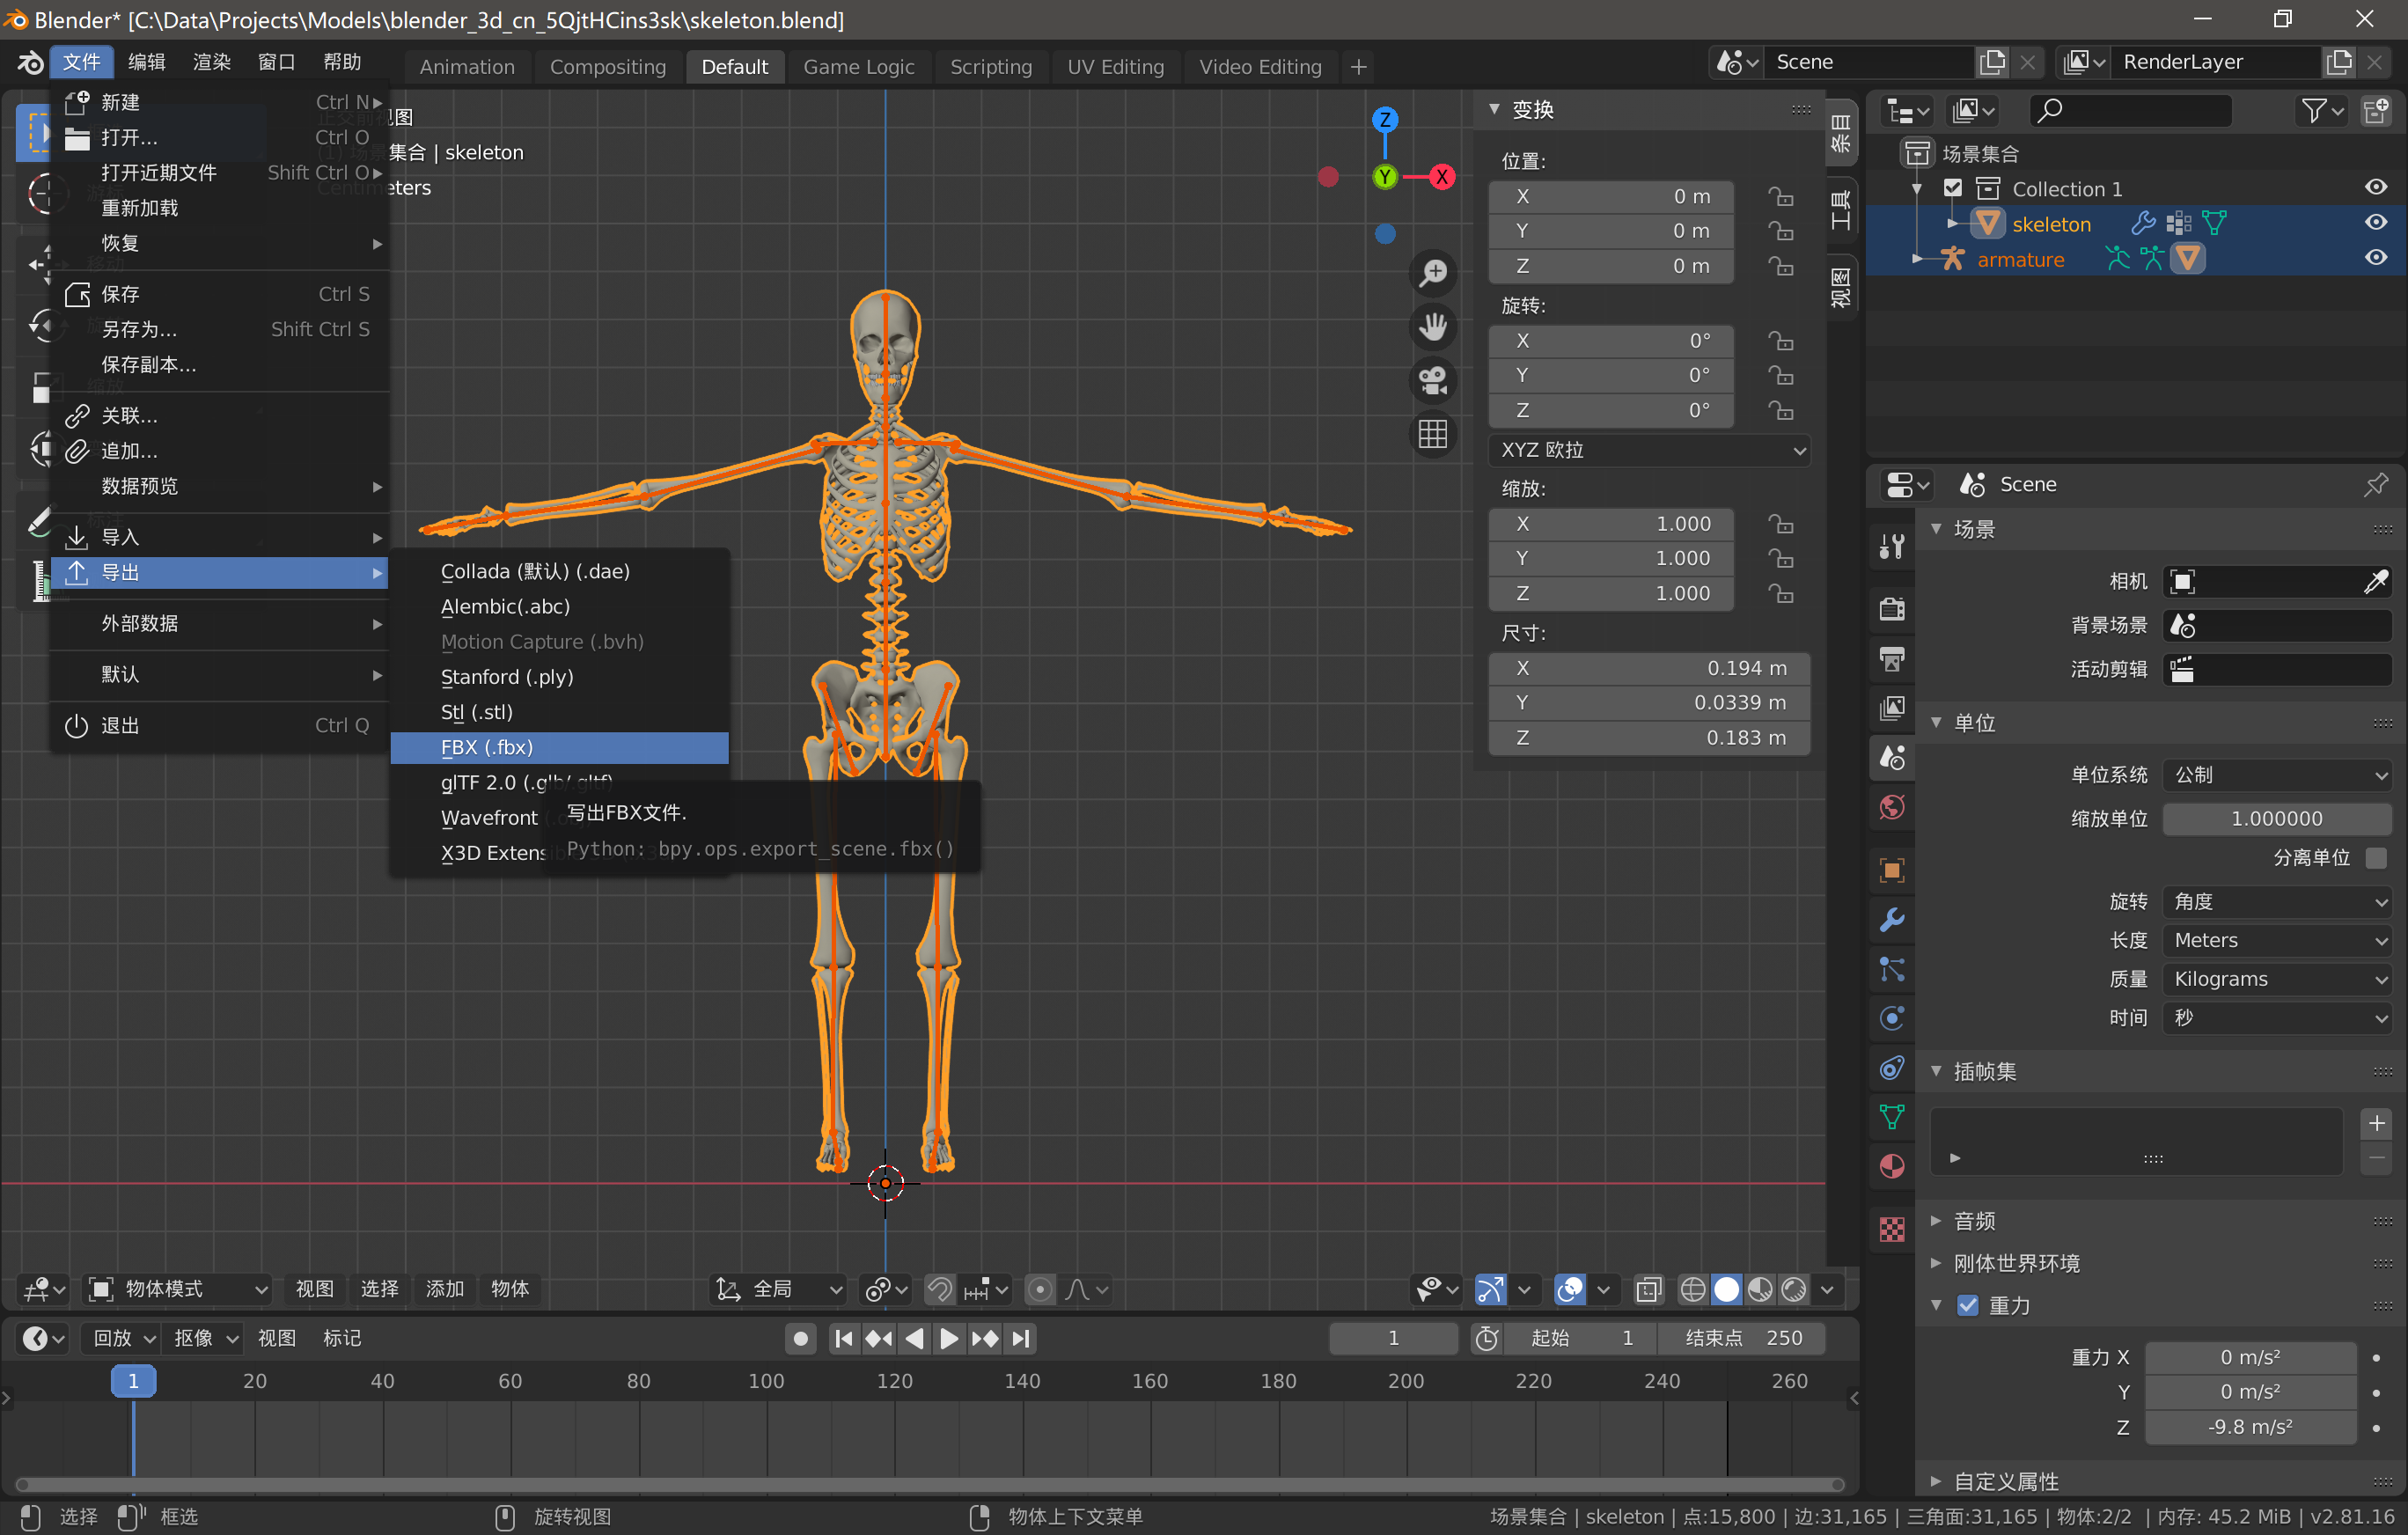 Blender* [C:\Data\Projects\Models\blender_3d_cn_5QjtHCins3sk\skeleton.blend]
文件 编辑 渲染 窗口 帮助
Animation Compositing Default Game Logic Scripting UV Editing Video Editing
Scene
RenderLayer
新建 Ctrl N
打开... Ctrl O
打开近期文件 Shift Ctrl O
重新加载
恢复
保存 Ctrl S
另存为... Shift Ctrl S
保存副本...
关联...
追加...
数据预览
导入
导出
外部数据
默认
退出 Ctrl Q
Collada (默认) (.dae)
Alembic(.abc)
Motion Capture (.bvh)
Stanford (.ply)
Stl (.stl)
FBX (.fbx)
glTF 2.0 (.glb/.gltf)
Wavefront
X3D Extens
写出FBX文件.
Python: bpy.ops.export_scene.fbx()
正交前视图
(1) 场景集合 | skeleton
Centimeters
Z
Y
X
变换
位置:
X 0 m
Y 0 m
Z 0 m
旋转:
X 0°
Y 0°
Z 0°
XYZ 欧拉
缩放:
X 1.000
Y 1.000
Z 1.000
尺寸:
X 0.194 m
Y 0.0339 m
Z 0.183 m
条目
工具
视图
场景集合
Collection 1
skeleton
armature
Scene
场景
相机
背景场景
活动剪辑
单位
单位系统 公制
缩放单位 1.000000
分离单位
旋转 角度
长度 Meters
质量 Kilograms
时间 秒
插帧集
音频
刚体世界环境
重力
重力 X 0 m/s²
Y 0 m/s²
Z -9.8 m/s²
自定义属性
物体模式 视图 选择 添加 物体 全局
回放 抠像 视图 标记 1 起始 1 结束点 250
1 20 40 60 80 100 120 140 160 180 200 220 240 260
选择 框选 旋转视图 物体上下文菜单 场景集合 | skeleton | 点:15,800 | 边:31,165 | 三角面:31,165 | 物体:2/2 | 内存: 45.2 MiB | v2.81.16